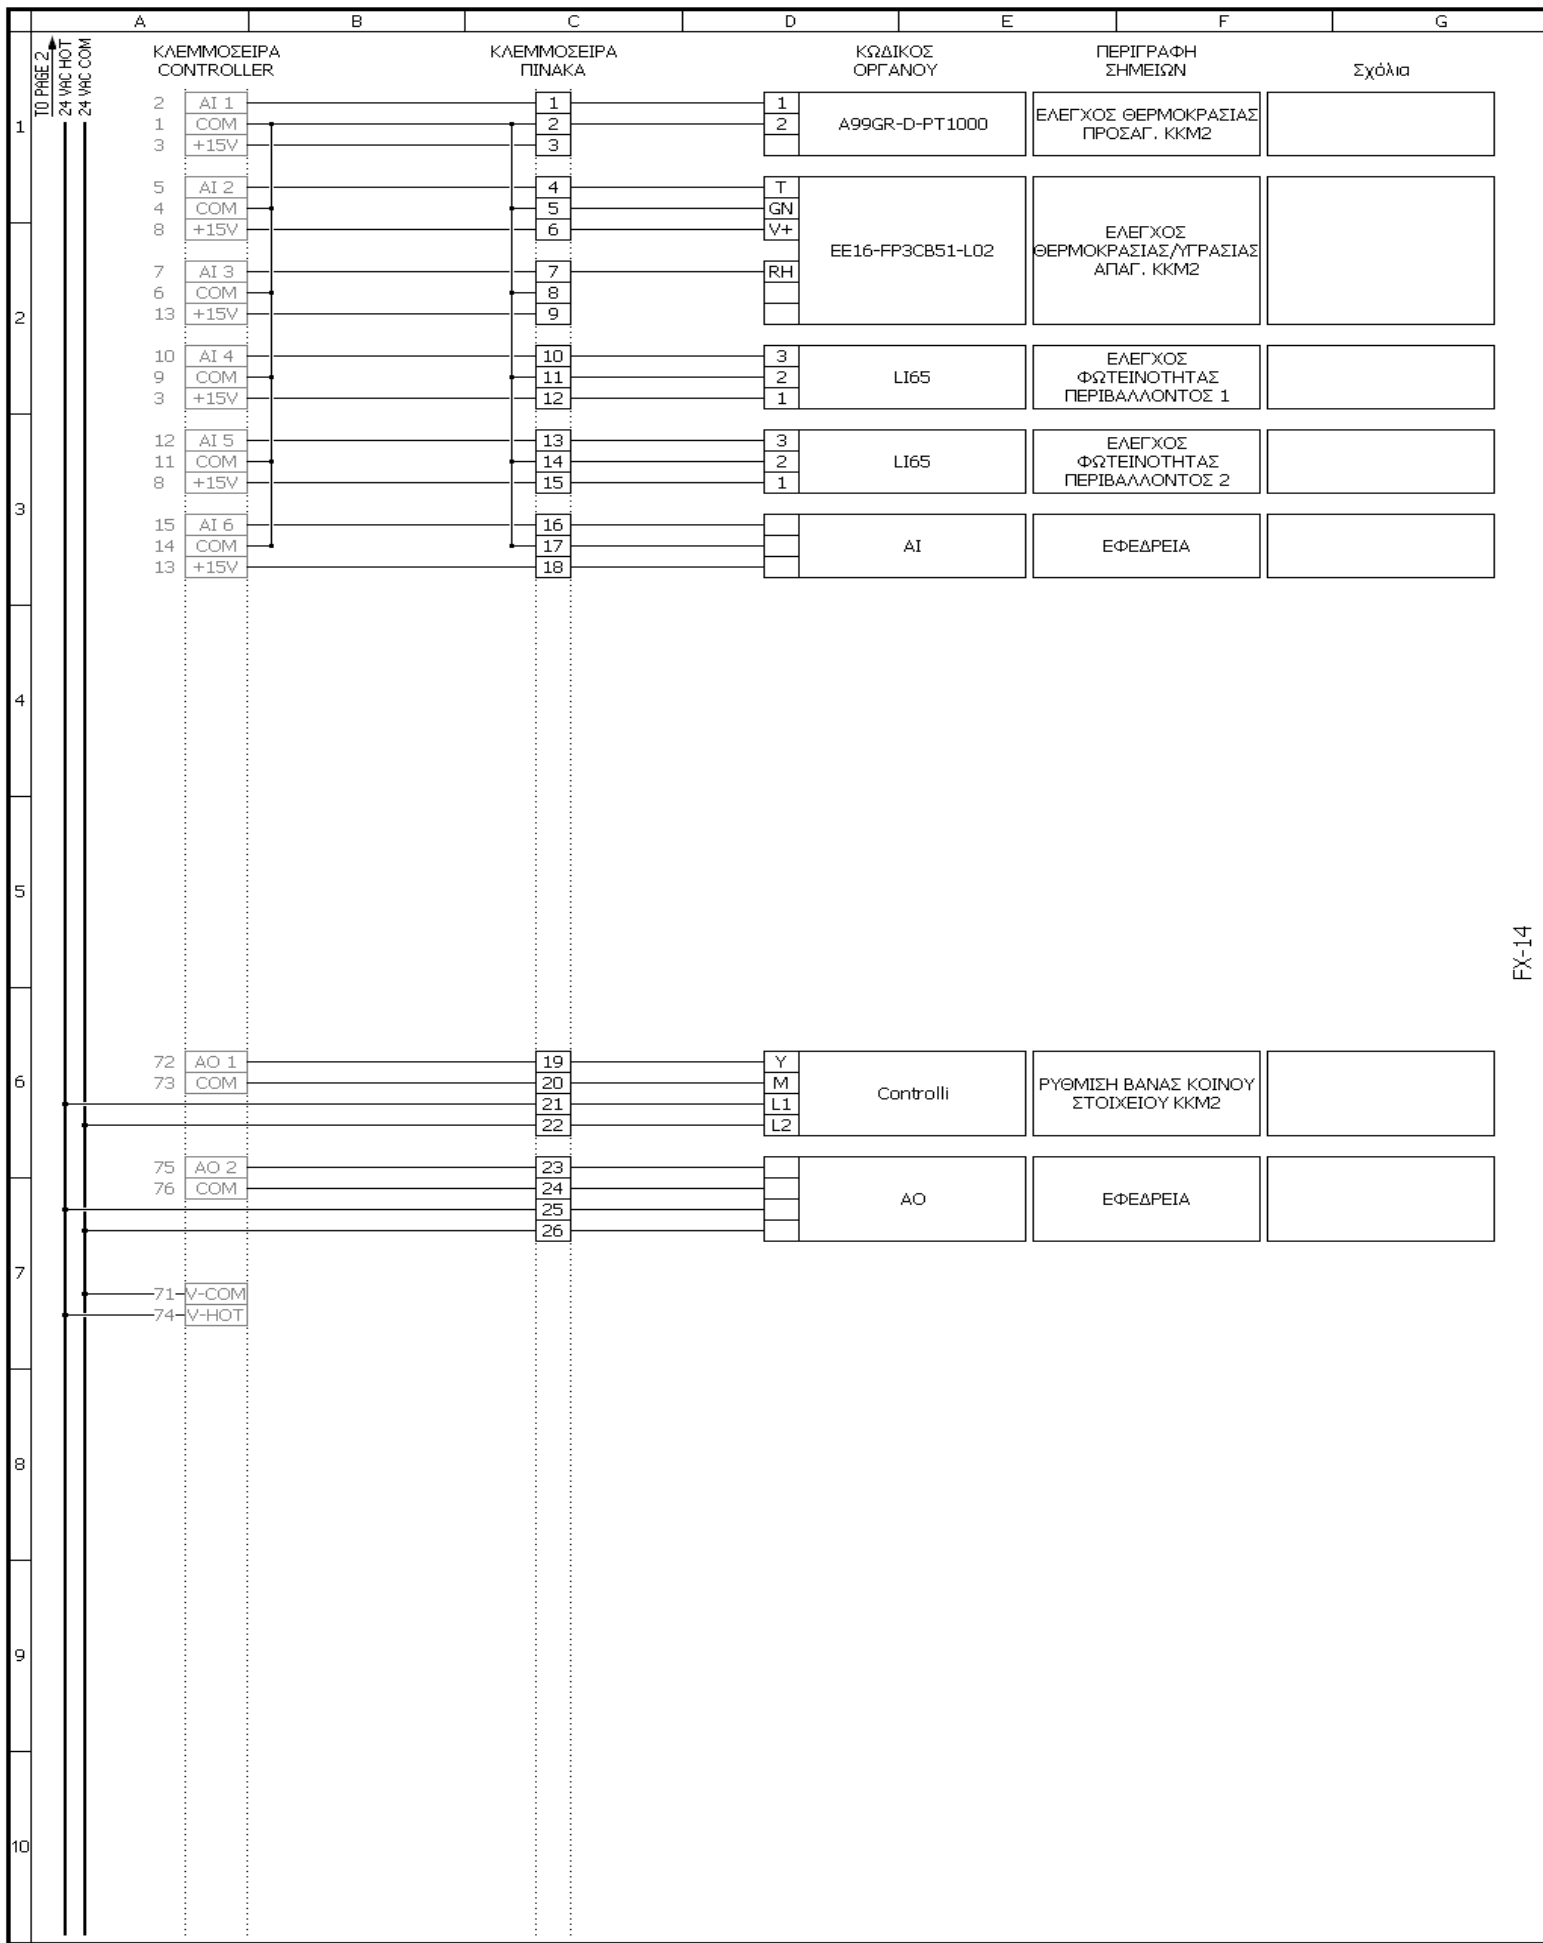 A B C D E F G
TO PAGE 2
24 VAC HOT
24 VAC COM
ΚΛΕΜΜΟΣΕΙΡΑ
CONTROLLER
ΚΛΕΜΜΟΣΕΙΡΑ
ΠΙΝΑΚΑ
ΚΩΔΙΚΟΣ
ΟΡΓΑΝΟΥ
ΠΕΡΙΓΡΑΦΗ
ΣΗΜΕΙΩΝ
Σχόλια
1
2 AI 1 1 1
1 COM 2 2
3 +15V 3
A99GR-D-PT1000
ΕΛΕΓΧΟΣ ΘΕΡΜΟΚΡΑΣΙΑΣ
ΠΡΟΣΑΓ. ΚΚΜ2
5 AI 2 4 T
4 COM 5 GN
8 +15V 6 V+
7 AI 3 7 RH
6 COM 8
13 +15V 9
EE16-FP3CB51-L02
ΕΛΕΓΧΟΣ
ΘΕΡΜΟΚΡΑΣΙΑΣ/ΥΓΡΑΣΙΑΣ
ΑΠΑΓ. ΚΚΜ2
2
10 AI 4 10 3
9 COM 11 2
3 +15V 12 1
LI65
ΕΛΕΓΧΟΣ
ΦΩΤΕΙΝΟΤΗΤΑΣ
ΠΕΡΙΒΑΛΛΟΝΤΟΣ 1
12 AI 5 13 3
11 COM 14 2
8 +15V 15 1
LI65
ΕΛΕΓΧΟΣ
ΦΩΤΕΙΝΟΤΗΤΑΣ
ΠΕΡΙΒΑΛΛΟΝΤΟΣ 2
3
15 AI 6 16
14 COM 17
13 +15V 18
AI
ΕΦΕΔΡΕΙΑ
4
5
FX-14
6
72 AO 1 19 Y
73 COM 20 M
21 L1
22 L2
Controlli
ΡΥΘΜΙΣΗ ΒΑΝΑΣ ΚΟΙΝΟΥ
ΣΤΟΙΧΕΙΟΥ ΚΚΜ2
75 AO 2 23
76 COM 24
25
26
AO
ΕΦΕΔΡΕΙΑ
7
71 V-COM
74 V-HOT
8
9
10